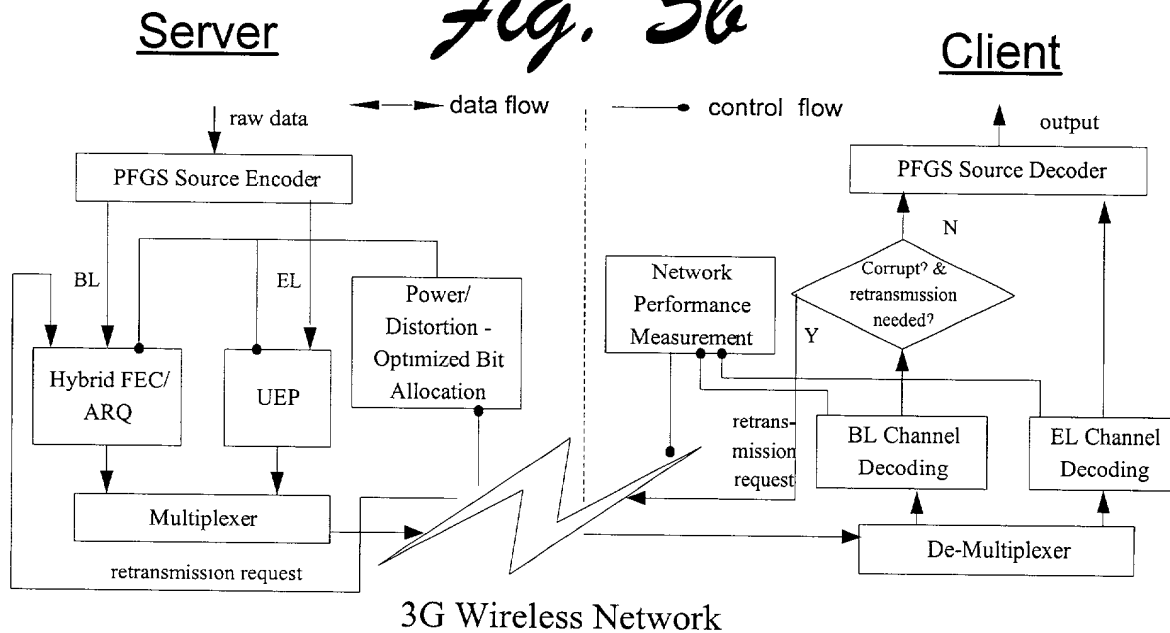 Fig. 5b
Server
Client
data flow
control flow
raw data
output
PFGS Source Encoder
PFGS Source Decoder
BL
EL
N
Power/
Distortion -
Optimized Bit
Allocation
Network
Performance
Measurement
Corrupt? &
retransmission
needed?
Y
Hybrid FEC/
ARQ
UEP
retrans-
mission
request
BL Channel
Decoding
EL Channel
Decoding
Multiplexer
De-Multiplexer
retransmission request
3G Wireless Network